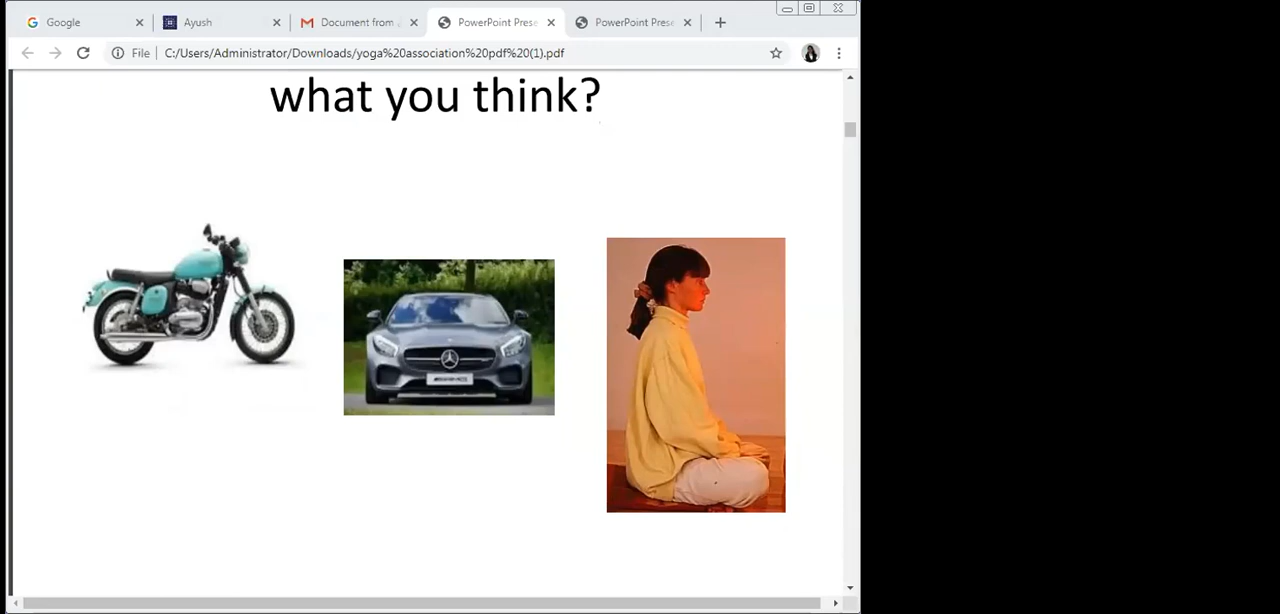 Google
Ayush
Document from
PowerPoint Prese
PowerPoint Prese
File
C:/Users/Administrator/Downloads/yoga%20association%20pdf%20(1).pdf
what you think?